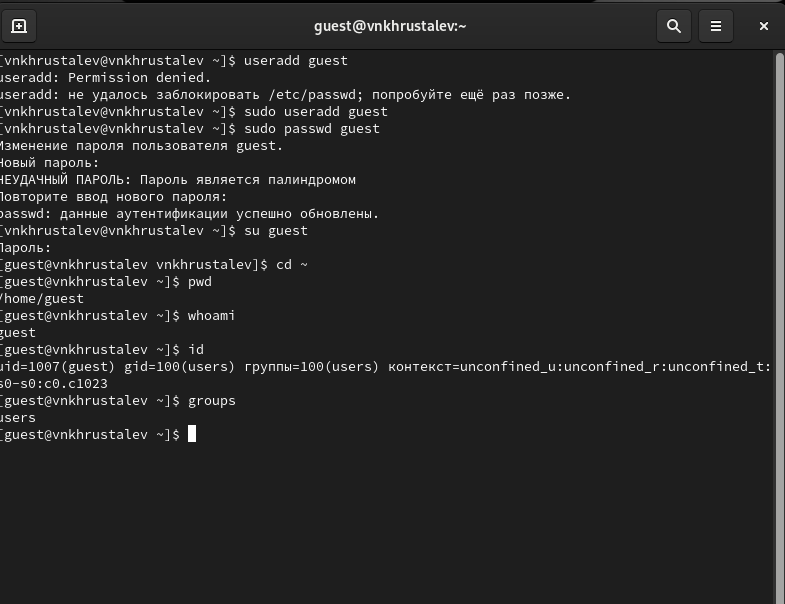 guest@vnkhrustalev:~
[vnkhrustalev@vnkhrustalev ~]$ useradd guest
useradd: Permission denied.
useradd: не удалось заблокировать /etc/passwd; попробуйте ещё раз позже.
[vnkhrustalev@vnkhrustalev ~]$ sudo useradd guest
[vnkhrustalev@vnkhrustalev ~]$ sudo passwd guest
Изменение пароля пользователя guest.
Новый пароль:
НЕУДАЧНЫЙ ПАРОЛЬ: Пароль является палиндромом
Повторите ввод нового пароля:
passwd: данные аутентификации успешно обновлены.
[vnkhrustalev@vnkhrustalev ~]$ su guest
Пароль:
[guest@vnkhrustalev vnkhrustalev]$ cd ~
[guest@vnkhrustalev ~]$ pwd
/home/guest
[guest@vnkhrustalev ~]$ whoami
guest
[guest@vnkhrustalev ~]$ id
uid=1007(guest) gid=100(users) группы=100(users) контекст=unconfined_u:unconfined_r:unconfined_t:
s0-s0:c0.c1023
[guest@vnkhrustalev ~]$ groups
users
[guest@vnkhrustalev ~]$